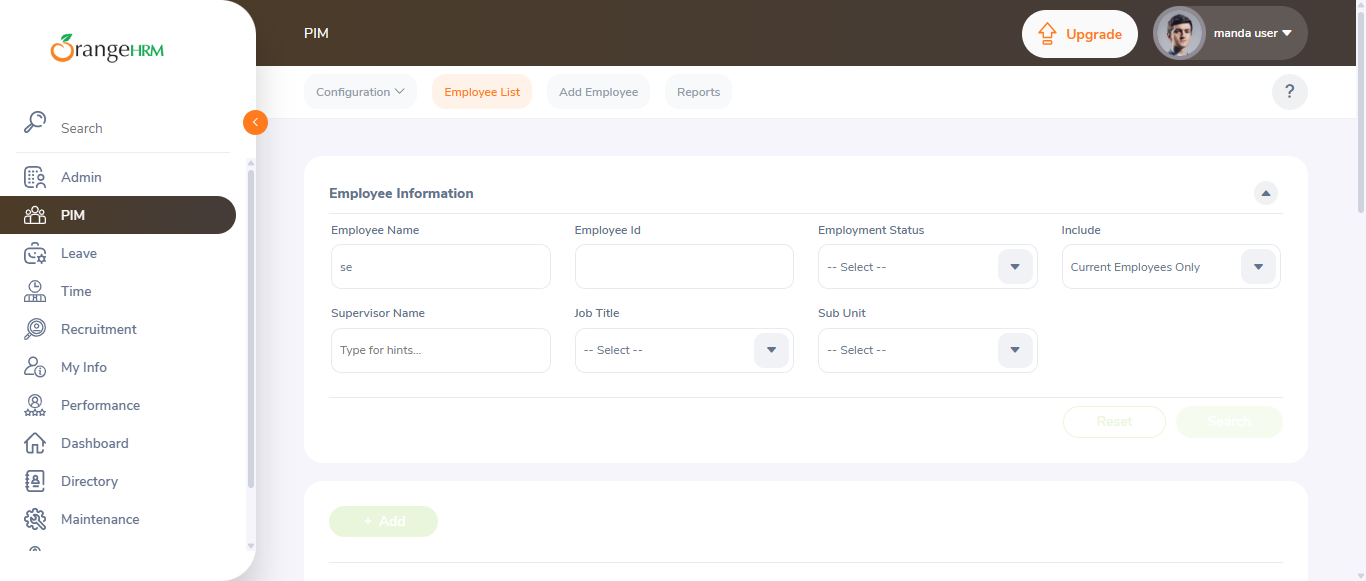 OrangeHRM
PIM
Upgrade
manda user
Search
Admin
PIM
Leave
Time
Recruitment
My Info
Performance
Dashboard
Directory
Maintenance
Configuration
Employee List
Add Employee
Reports
?
Employee Information
Employee Name
Employee Id
Employment Status
Include
se
-- Select --
Current Employees Only
Supervisor Name
Job Title
Sub Unit
Type for hints...
-- Select --
-- Select --
Reset
Search
+ Add